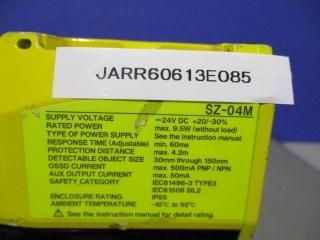 JARR60613E085
SZ-04M
SUPPLY VOLTAGE ⎓24V DC +20/-30%
RATED POWER max. 9.5W (without load)
TYPE OF POWER SUPPLY See the instruction manual
RESPONSE TIME (Adjustable) min. 60ms
PROTECTION DISTANCE max. 4.2m
DETECTABLE OBJECT SIZE 30mm through 150mm
OSSD CURRENT max. 500mA PNP / NPN
AUX OUTPUT CURRENT max. 50mA
SAFETY CATEGORY IEC61496-3 TYPE3
IEC61508 SIL2
ENCLOSURE RATING IP65
AMBIENT TEMPERATURE -10°C to 50°C
See the instruction manual for detail rating.